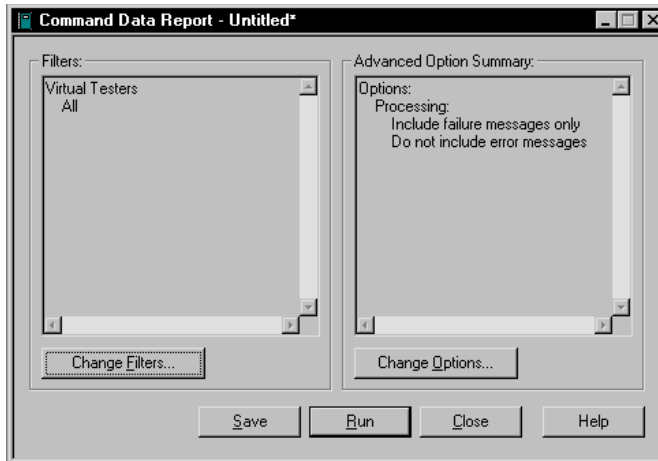 Command Data Report - Untitled*
Filters:
Virtual Testers
All
Change Filters...
Advanced Option Summary:
Options:
Processing:
Include failure messages only
Do not include error messages
Change Options...
Save
Run
Close
Help